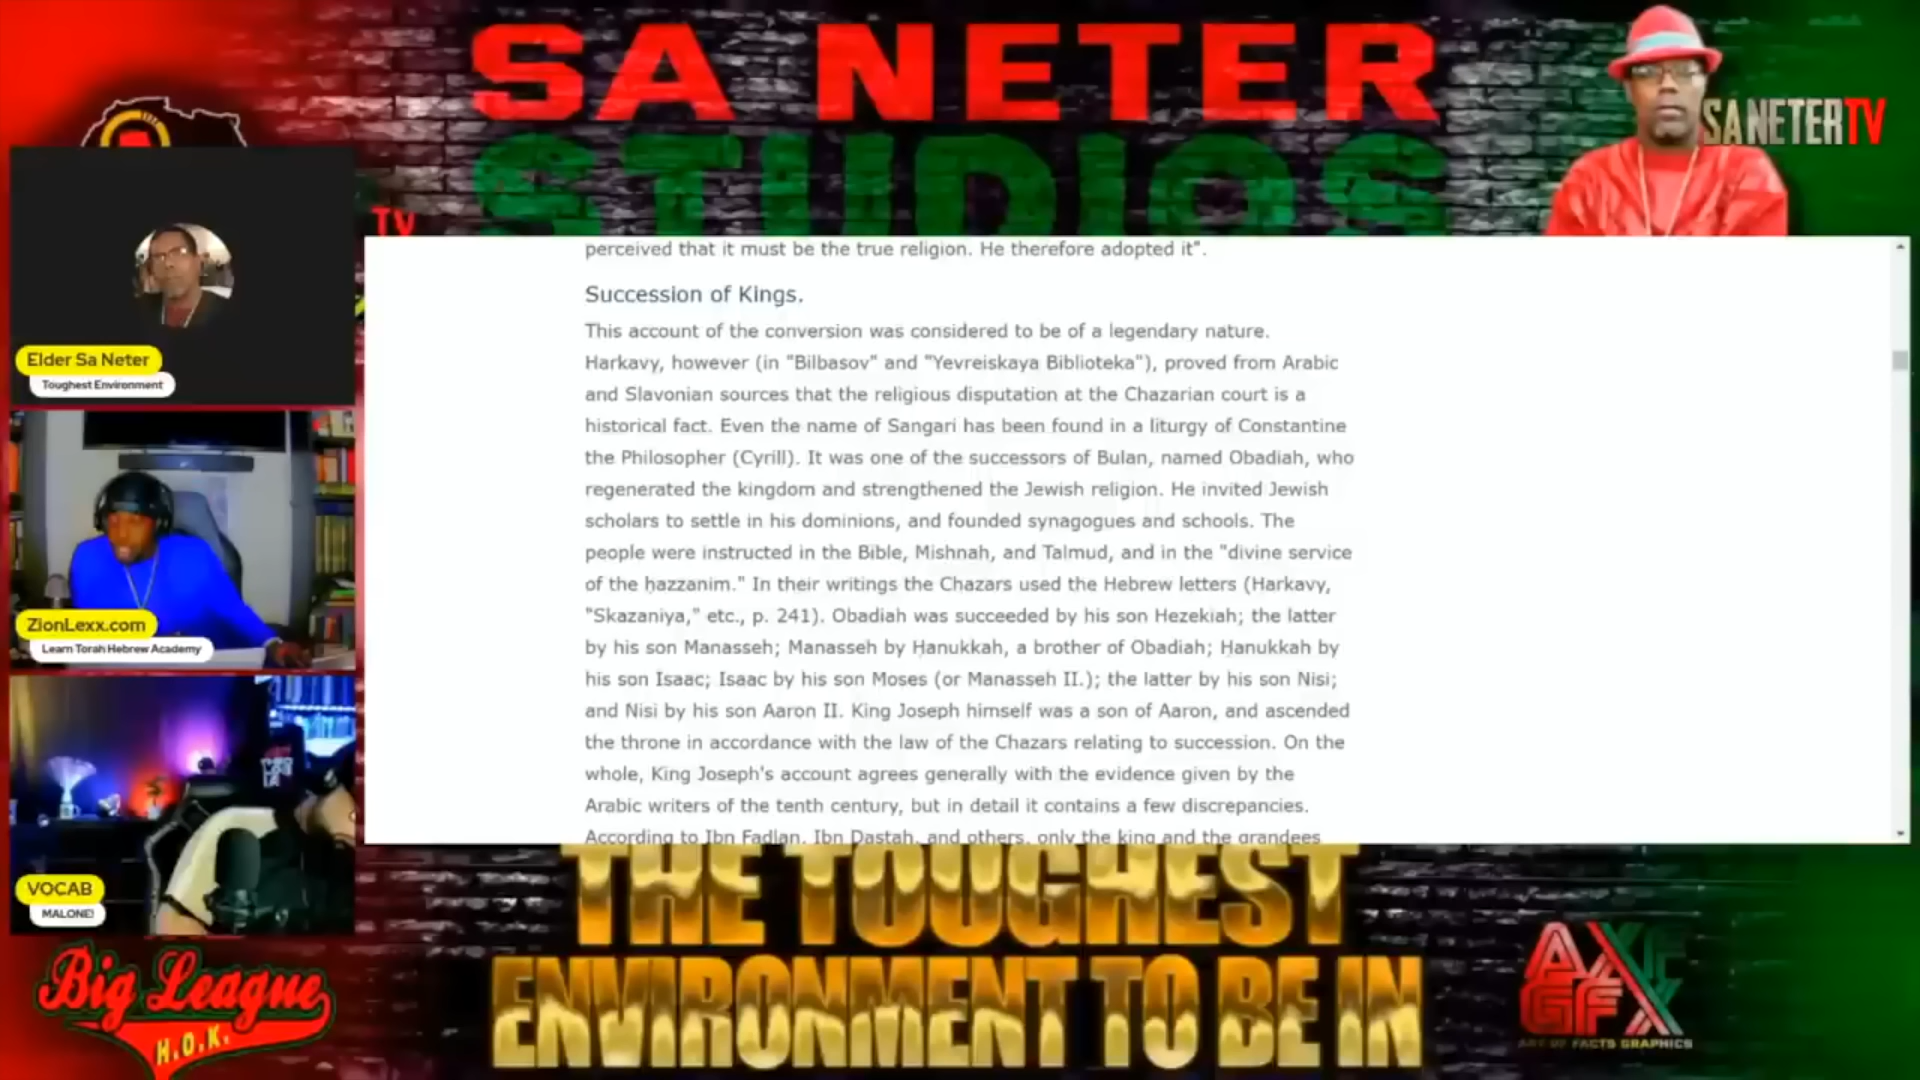 SA NETER
STUDIOS
SANETERTV
TV
Elder Sa Neter
Toughest Environment
ZionLexx.com
Learn Torah Hebrew Academy
VOCAB
MALONE!
perceived that it must be the true religion. He therefore adopted it".
Succession of Kings.
This account of the conversion was considered to be of a legendary nature.
Harkavy, however (in "Bilbasov" and "Yevreiskaya Biblioteka"), proved from Arabic
and Slavonian sources that the religious disputation at the Chazarian court is a
historical fact. Even the name of Sangari has been found in a liturgy of Constantine
the Philosopher (Cyrill). It was one of the successors of Bulan, named Obadiah, who
regenerated the kingdom and strengthened the Jewish religion. He invited Jewish
scholars to settle in his dominions, and founded synagogues and schools. The
people were instructed in the Bible, Mishnah, and Talmud, and in the "divine service
of the ḥazzanim." In their writings the Chazars used the Hebrew letters (Harkavy,
"Skazaniya," etc., p. 241). Obadiah was succeeded by his son Hezekiah; the latter
by his son Manasseh; Manasseh by Ḥanukkah, a brother of Obadiah; Ḥanukkah by
his son Isaac; Isaac by his son Moses (or Manasseh II.); the latter by his son Nisi;
and Nisi by his son Aaron II. King Joseph himself was a son of Aaron, and ascended
the throne in accordance with the law of the Chazars relating to succession. On the
whole, King Joseph's account agrees generally with the evidence given by the
Arabic writers of the tenth century, but in detail it contains a few discrepancies.
According to Ibn Fadlan, Ibn Dastah, and others, only the king and the grandees
THE TOUGHEST
ENVIRONMENT TO BE IN
Big League
H.O.K.
AXF
GFX
ART OF FACTS GRAPHICS